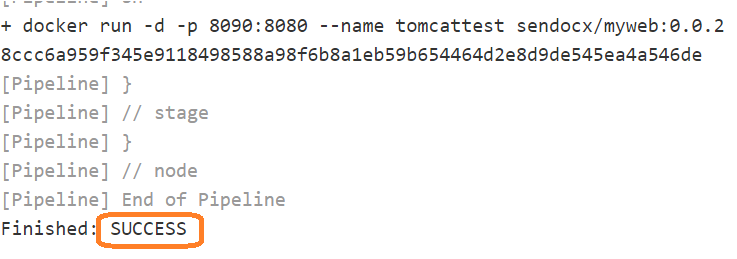 + docker run -d -p 8090:8080 --name tomcattest sendocx/myweb:0.0.2
8ccc6a959f345e9118498588a98f6b8a1eb59b654464d2e8d9de545ea4a546de
[Pipeline] }
[Pipeline] // stage
[Pipeline] }
[Pipeline] // node
[Pipeline] End of Pipeline
Finished: SUCCESS